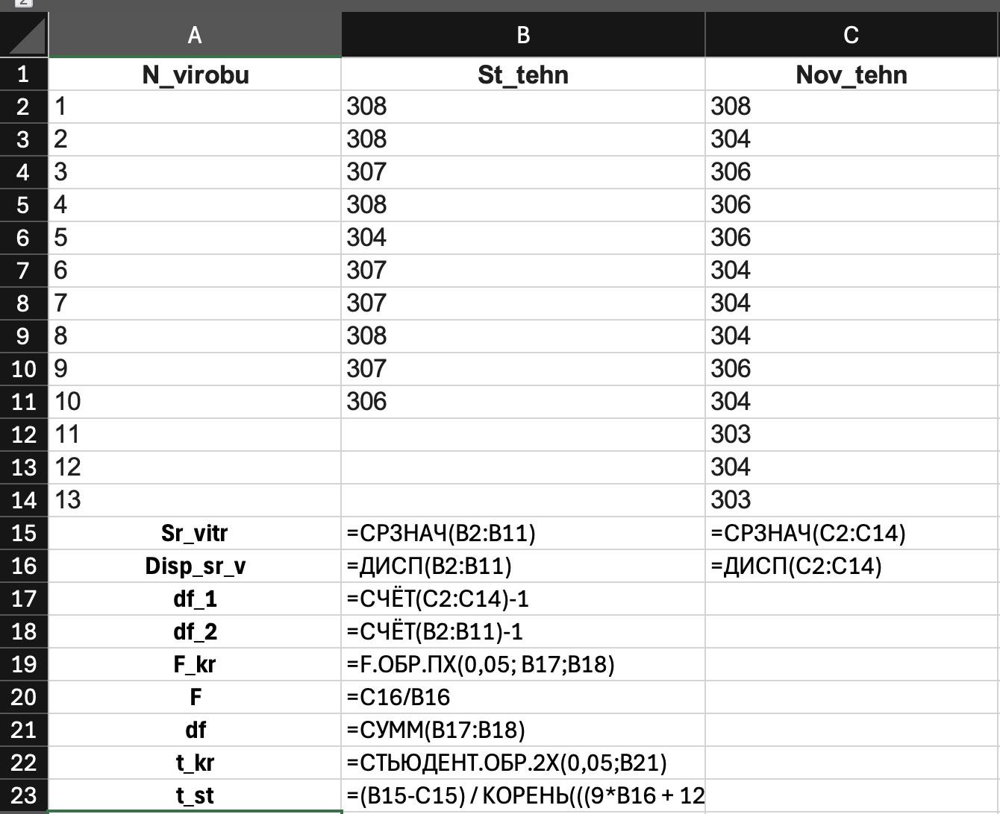 2
A B C
1 N_virobu St_tehn Nov_tehn
2 1 308 308
3 2 308 304
4 3 307 306
5 4 308 306
6 5 304 306
7 6 307 304
8 7 307 304
9 8 308 304
10 9 307 306
11 10 306 304
12 11 303
13 12 304
14 13 303
15 Sr_vitr =СРЗНАЧ(B2:B11) =СРЗНАЧ(C2:C14)
16 Disp_sr_v =ДИСП(B2:B11) =ДИСП(C2:C14)
17 df_1 =СЧЁТ(C2:C14)-1
18 df_2 =СЧЁТ(B2:B11)-1
19 F_kr =F.ОБР.ПХ(0,05; B17;B18)
20 F =C16/B16
21 df =СУММ(B17:B18)
22 t_kr =СТЬЮДЕНТ.ОБР.2Х(0,05;B21)
23 t_st =(B15-C15) / КОРЕНЬ(((9*B16 + 12